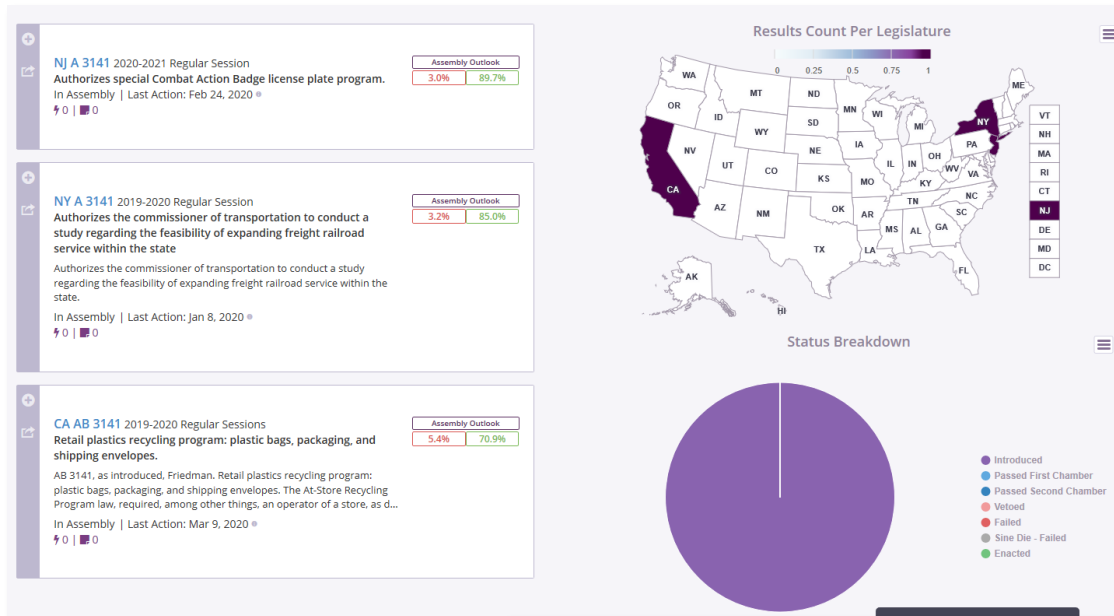 NJ A 3141 2020-2021 Regular Session
Authorizes special Combat Action Badge license plate program.
In Assembly | Last Action: Feb 24, 2020
0 | 0
Assembly Outlook
3.0% 89.7%
NY A 3141 2019-2020 Regular Session
Authorizes the commissioner of transportation to conduct a
study regarding the feasibility of expanding freight railroad
service within the state
Authorizes the commissioner of transportation to conduct a study
regarding the feasibility of expanding freight railroad service within the
state.
In Assembly | Last Action: Jan 8, 2020
0 | 0
Assembly Outlook
3.2% 85.0%
CA AB 3141 2019-2020 Regular Sessions
Retail plastics recycling program: plastic bags, packaging, and
shipping envelopes.
AB 3141, as introduced, Friedman. Retail plastics recycling program:
plastic bags, packaging, and shipping envelopes. The At-Store Recycling
Program law, required, among other things, an operator of a store, as d...
In Assembly | Last Action: Mar 9, 2020
0 | 0
Assembly Outlook
5.4% 70.9%
Results Count Per Legislature
0 0.25 0.5 0.75 1
WA
MT
ND
MN
ME
OR
ID
SD
WI
MI
NY
WY
NV
NE
IA
PA
UT
CO
IL
IN
OH
WV
VA
CA
KS
MO
KY
AZ
NM
OK
AR
TN
NC
SC
MS
AL
GA
TX
LA
AK
FL
HI
VT
NH
MA
RI
CT
NJ
DE
MD
DC
Status Breakdown
Introduced
Passed First Chamber
Passed Second Chamber
Vetoed
Failed
Sine Die - Failed
Enacted